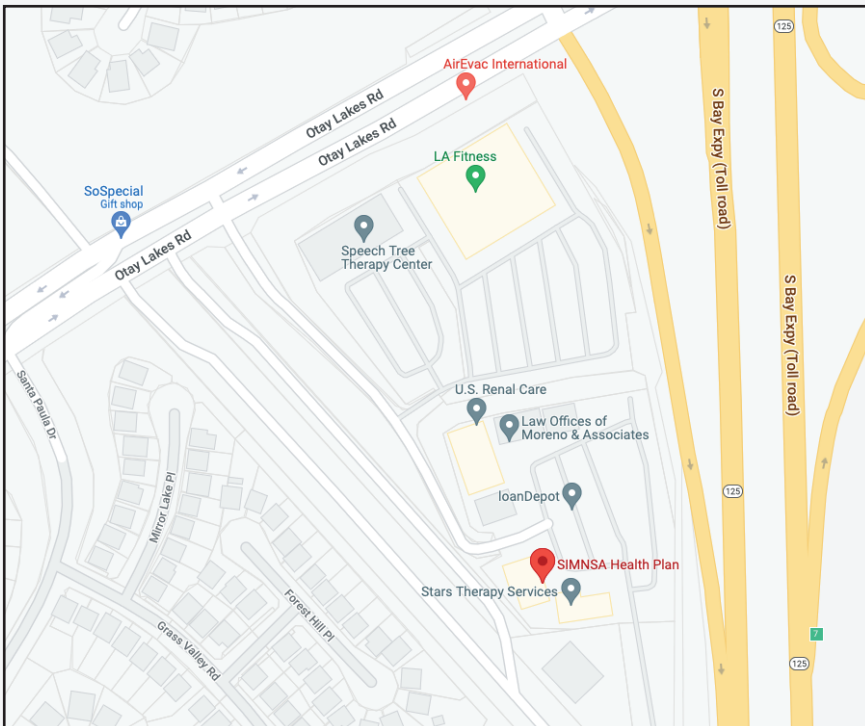 125
AirEvac International
Otay Lakes Rd
Otay Lakes Rd
S Bay Expy (Toll road)
LA Fitness
SoSpecial
Gift shop
Speech Tree
Therapy Center
Otay Lakes Rd
S Bay Expy (Toll road)
Santa Paula Dr
U.S. Renal Care
Law Offices of
Moreno & Associates
Mirror Lake Pl
loanDepot
125
SIMNSA Health Plan
Stars Therapy Services
Forest Hill Pl
Grass Valley Rd
7
125